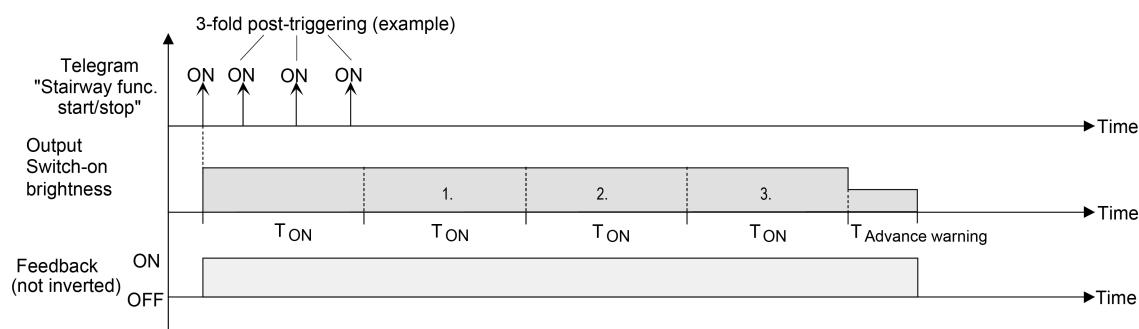 3-fold post-triggering (example)
Telegram
"Stairway func.
start/stop"
ON ON ON ON
Time
Output
Switch-on
brightness
1. 2. 3.
Time
T ON T ON T ON T ON T Advance warning
Feedback
(not inverted)
ON
OFF
Time